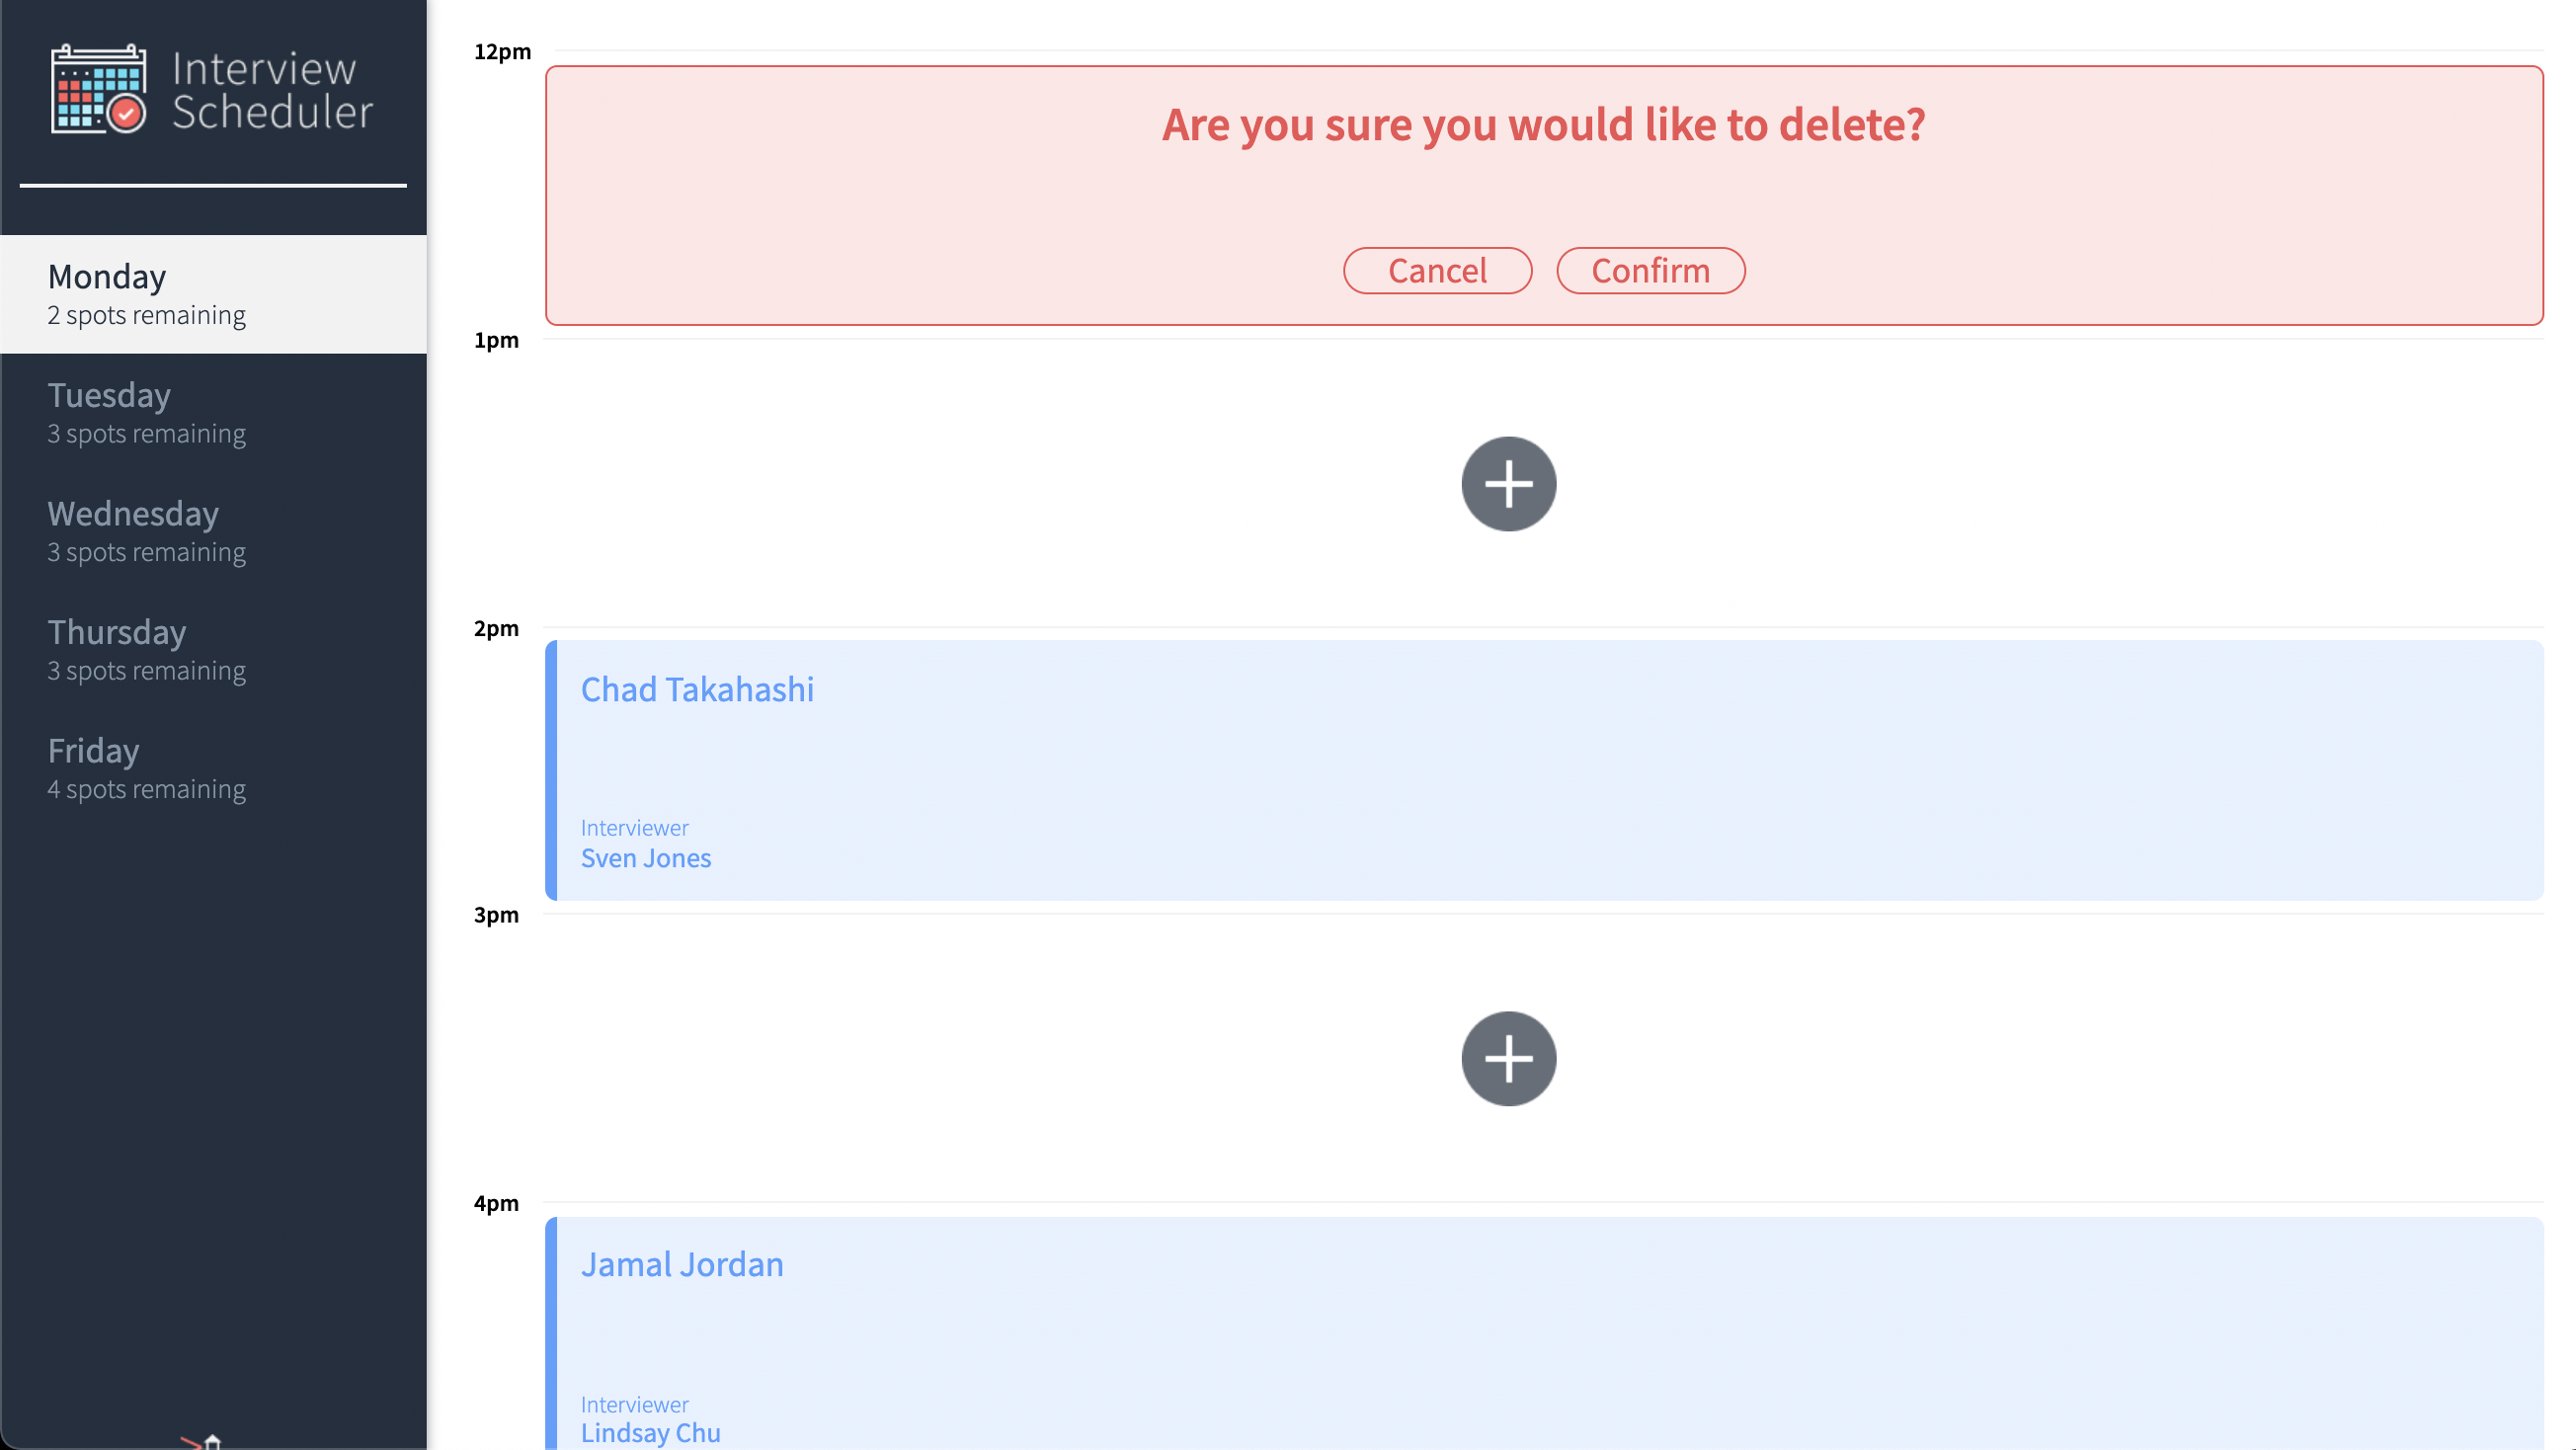 Interview
Scheduler
Monday
2 spots remaining
Tuesday
3 spots remaining
Wednesday
3 spots remaining
Thursday
3 spots remaining
Friday
4 spots remaining
12pm
Are you sure you would like to delete?
Cancel
Confirm
1pm
2pm
Chad Takahashi
Interviewer
Sven Jones
3pm
4pm
Jamal Jordan
Interviewer
Lindsay Chu